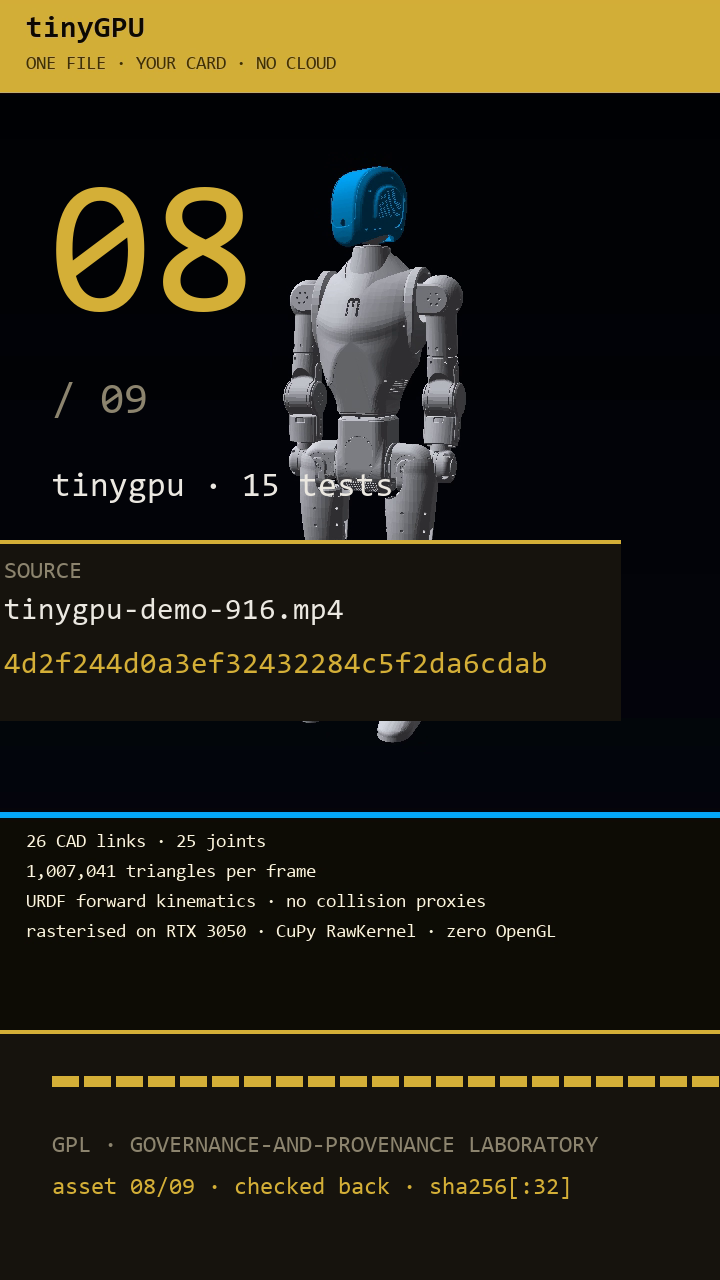 tinyGPU
ONE FILE · YOUR CARD · NO CLOUD
08
/ 09
tinygpu · 15 tests
SOURCE
tinygpu-demo-916.mp4
4d2f244d0a3ef32432284c5f2da6cdab
26 CAD links · 25 joints
1,007,041 triangles per frame
URDF forward kinematics · no collision proxies
rasterised on RTX 3050 · CuPy RawKernel · zero OpenGL
GPL · GOVERNANCE-AND-PROVENANCE LABORATORY
asset 08/09 · checked back · sha256[:32]